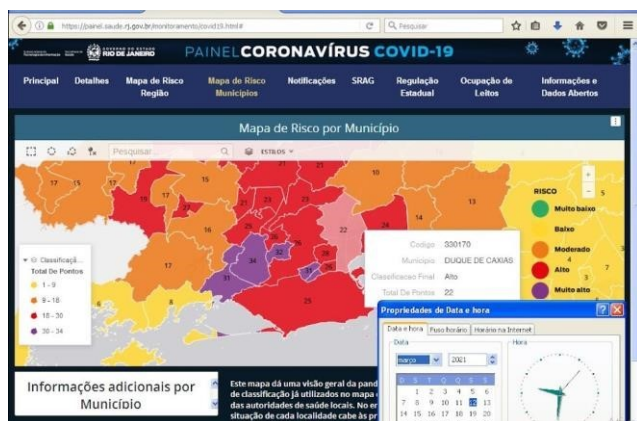 https://painel.saude.rj.gov.br/monitoramento/covid19.html#
Pesquisar
GOVERNO DO ESTADO
RIO DE JANEIRO
PAINEL CORONAVÍRUS COVID-19
Principal
Detalhes
Mapa de Risco Região
Mapa de Risco Municípios
Notificações
SRAG
Regulação Estadual
Ocupação de Leitos
Informações e Dados Abertos
Mapa de Risco por Município
Pesquisar...
ESTILOS
RISCO
Muito baixo
Baixo
Moderado
Alto
Muito alto
Classificaçã...
Total De Pontos
1 - 9
9 - 18
18 - 30
30 - 34
Codigo 330170
Municipio DUQUE DE CAXIAS
Classificacao Final Alto
Total De Pontos 22
Propriedades de Data e hora
Data e hora
Fuso horário
Horário na Internet
Data
Hora
março
2021
D S T Q Q S S
1 2 3 4 5 6
7 8 9 10 11 12 13
14 15 16 17 18 19 20
Informações adicionais por
Município
Este mapa dá uma visão geral da pand
de classificação já utilizados no mapa
das autoridades de saúde locais. No en
situação de cada localidade cabe às pr